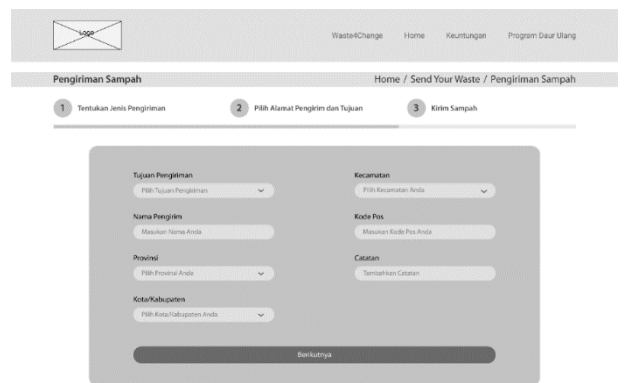 Logo
Waste4Change Home Keuntungan Program Daur Ulang
Pengiriman Sampah
Home / Send Your Waste / Pengiriman Sampah
1 Tentukan Jenis Pengiriman
2 Pilih Alamat Pengirim dan Tujuan
3 Kirim Sampah
Tujuan Pengiriman
Pilih Tujuan Pengiriman
Nama Pengirim
Masukan Nama Anda
Provinsi
Pilih Provinsi Anda
Kota/Kabupaten
Pilih Kota/Kabupaten Anda
Kecamatan
Pilih Kecamatan Anda
Kode Pos
Masukan Kode Pos Anda
Catatan
Tambahkan Catatan
Berikutnya